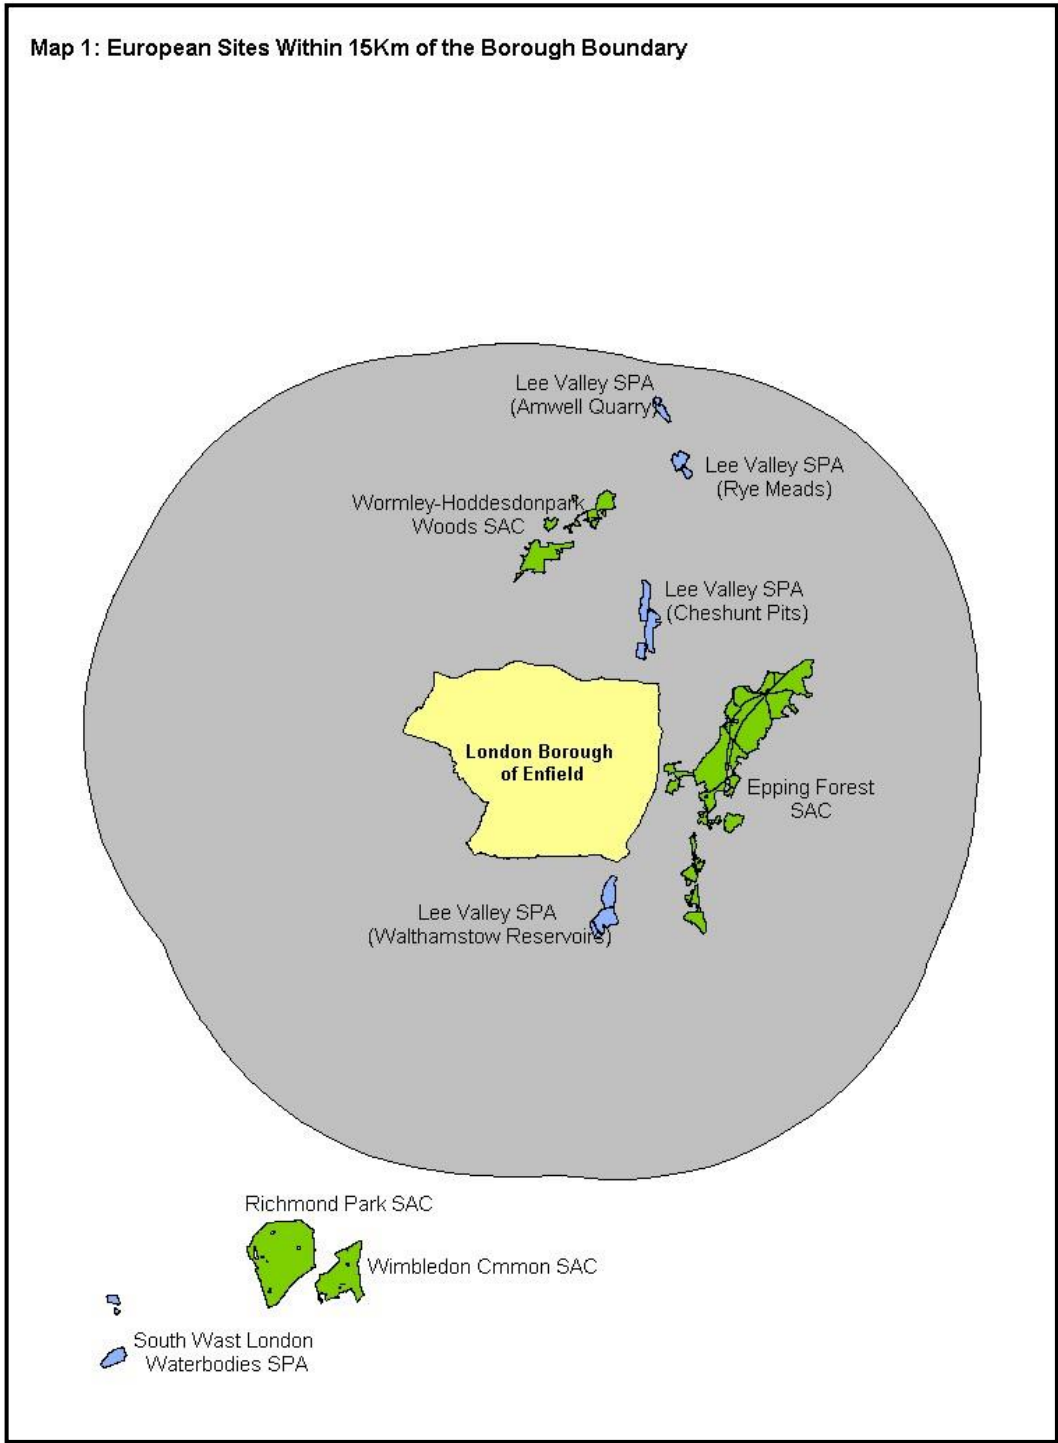 Map 1: European Sites Within 15Km of the Borough Boundary
Lee Valley SPA
(Amwell Quarry)
Lee Valley SPA
(Rye Meads)
Wormley-Hoddesdonpark
Woods SAC
Lee Valley SPA
(Cheshunt Pits)
London Borough
of Enfield
Epping Forest
SAC
Lee Valley SPA
(Walthamstow Reservoirs)
Richmond Park SAC
Wimbledon Cmmon SAC
South Wast London
Waterbodies SPA